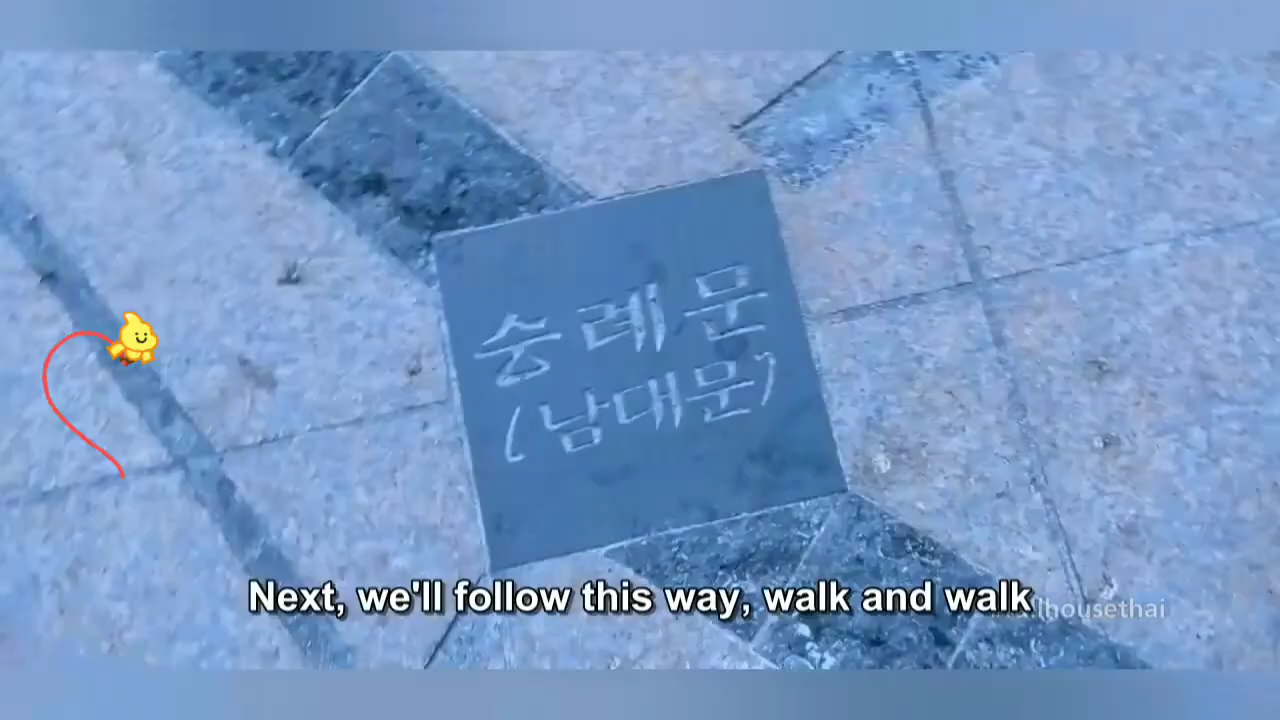 숭례문
(남대문)
Next, we'll follow this way, walk and walk